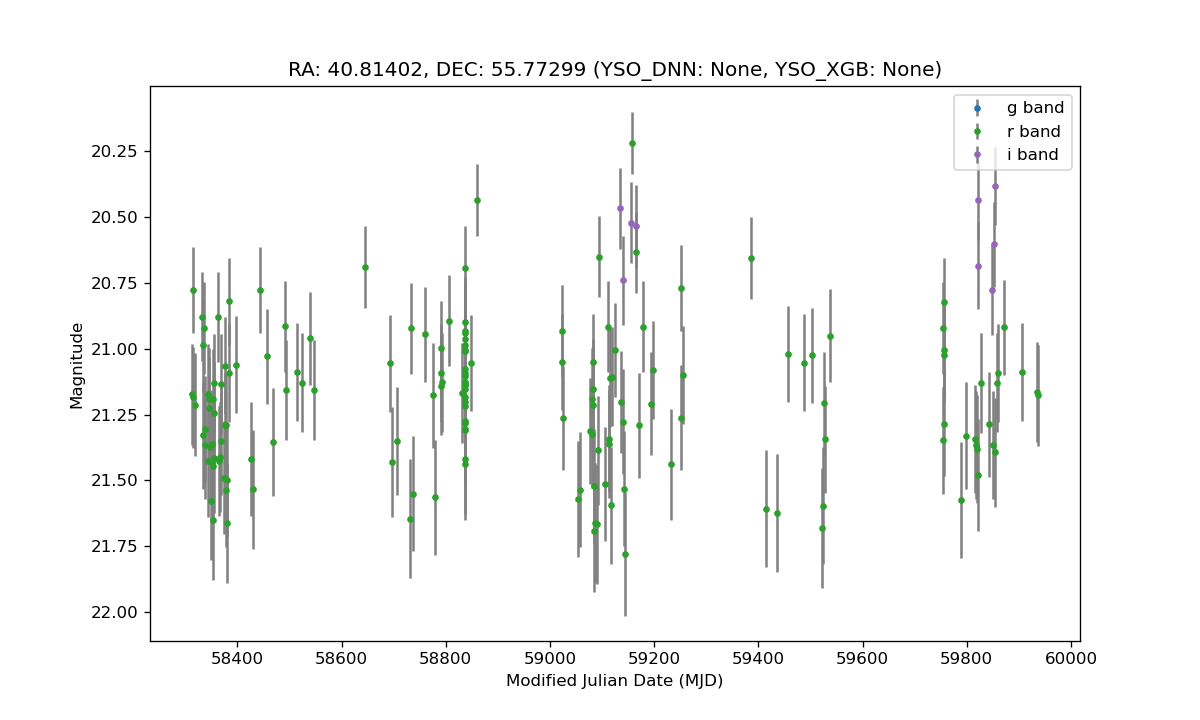 RA: 40.81402, DEC: 55.77299 (YSO_DNN: None, YSO_XGB: None)
g band
r band
i band
20.25
20.50
20.75
21.00
21.25
21.50
21.75
22.00
Magnitude
58400 58600 58800 59000 59200 59400 59600 59800 60000
Modified Julian Date (MJD)